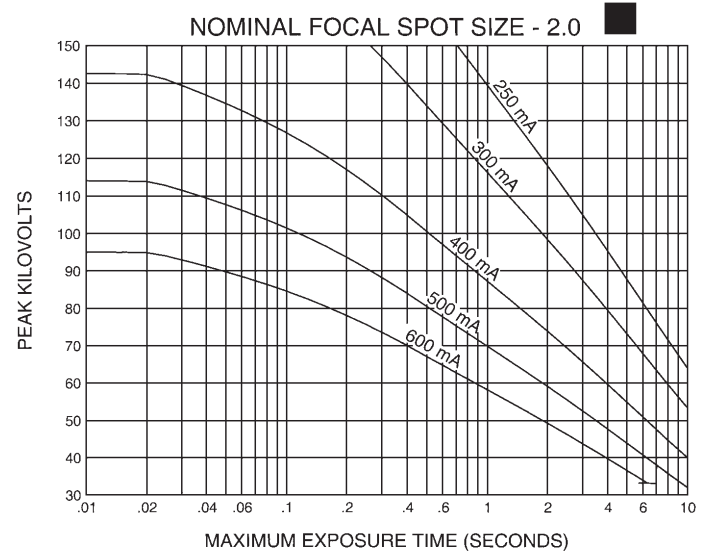 NOMINAL FOCAL SPOT SIZE - 2.0
150
140
130
120
110
100
90
80
70
60
50
40
30
PEAK KILOVOLTS
250 mA
300 mA
400 mA
500 mA
600 mA
.01 .02 .04 .06 .1 .2 .4 .6 1 2 4 6 10
MAXIMUM EXPOSURE TIME (SECONDS)